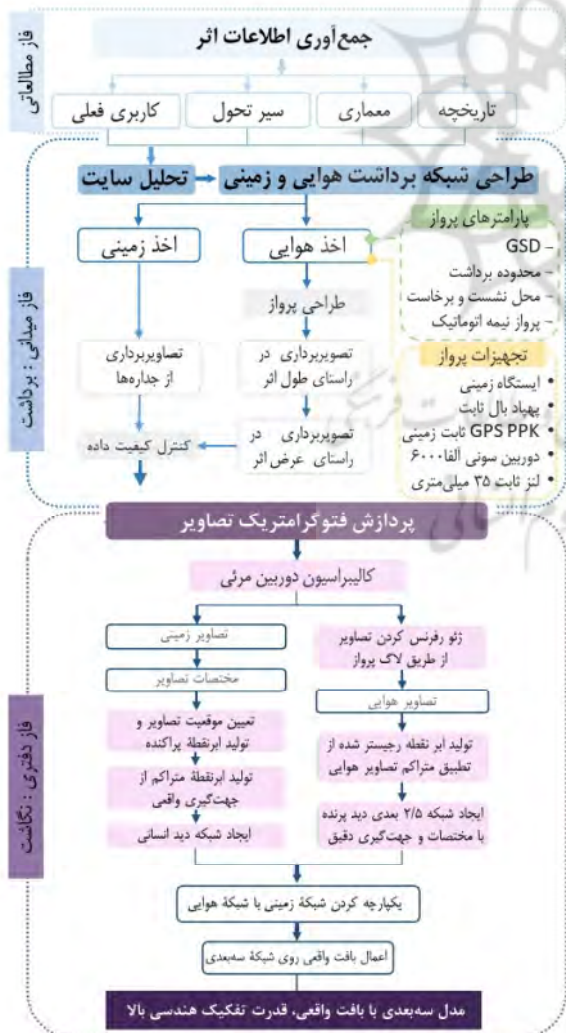 فاز مطالعاتی
جمع‌آوری اطلاعات اثر
تاریخچه
معماری
سیر تحول
کاربری فعلی
فاز میدانی : برداشت
طراحی شبکه برداشت هوایی و زمینی
تحلیل سایت
پارامترهای پرواز
– GSD
– محدوده برداشت
– محل نشست و برخاست
– پرواز نیمه اتوماتیک
تجهیزات پرواز
• ایستگاه زمینی
• پهپاد بال ثابت
• GPS PPK ثابت زمینی
• دوربین سونی آلفا۶۰۰۰
• لنز ثابت ۳۵ میلی‌متری
اخذ هوایی
طراحی پرواز
تصویربرداری در
راستای طول اثر
تصویربرداری در
راستای عرض اثر
اخذ زمینی
تصاویربرداری
از جداره‌ها
کنترل کیفیت داده
فاز دفتری : نگاشت
پردازش فتوگرامتریک تصاویر
کالیبراسیون دوربین مرئی
ژئو رفرنس کردن تصاویر
از طریق لاگ پرواز
تصاویر هوایی
تولید ابر نقطه رجیستر شده از
تطبیق متراکم تصاویر هوایی
ایجاد شبکه ۲/۵ بعدی دید پرنده
با مختصات و جهت‌گیری دقیق
تصاویر زمینی
مختصات تصاویر
تعیین موقعیت تصاویر و
تولید ابرنقطهٔ پراکنده
تولید ابرنقطهٔ متراکم از
جهت‌گیری واقعی
ایجاد شبکه دید انسانی
یکپارچه کردن شبکهٔ زمینی با شبکهٔ هوایی
اعمال بافت واقعی روی شبکهٔ سه‌بعدی
مدل سه‌بعدی با بافت واقعی، قدرت تفکیک هندسی بالا